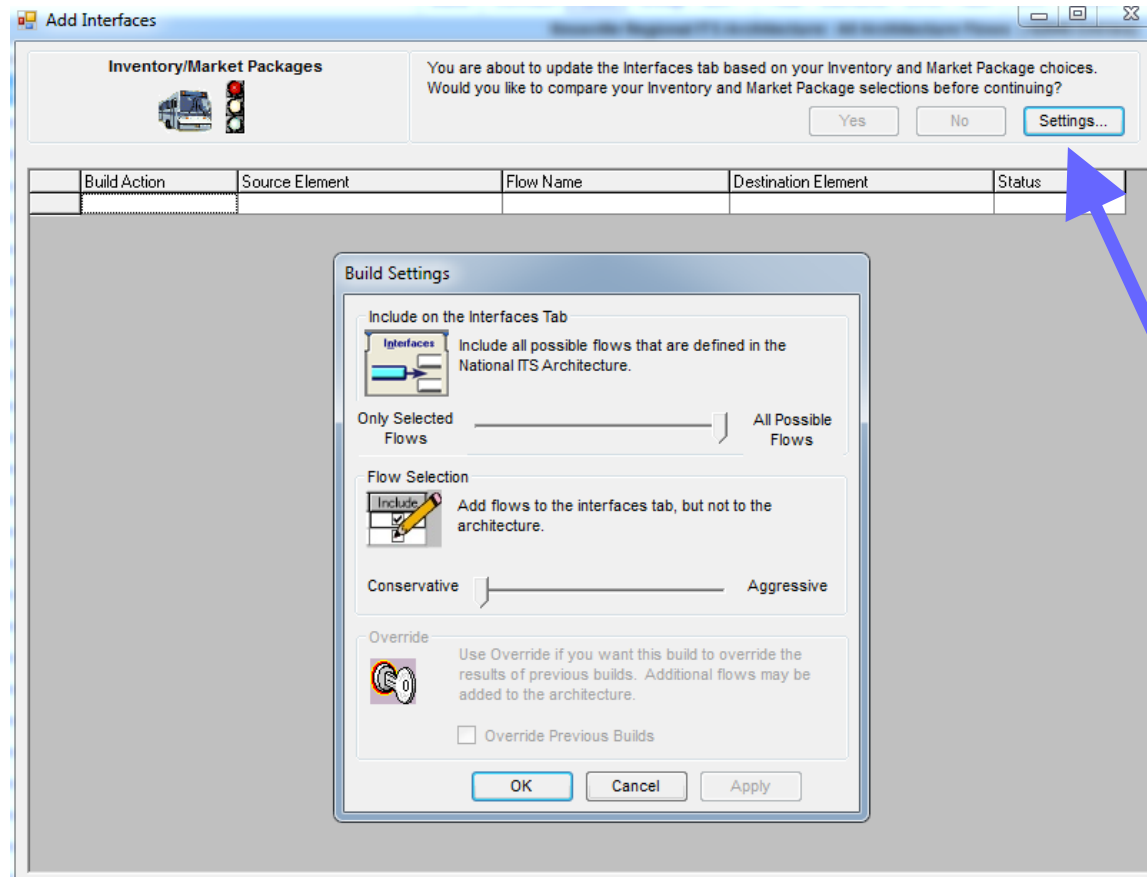 Add Interfaces
Inventory/Market Packages
You are about to update the Interfaces tab based on your Inventory and Market Package choices.
Would you like to compare your Inventory and Market Package selections before continuing?
Yes
No
Settings...
Build Action
Source Element
Flow Name
Destination Element
Status
Build Settings
Include on the Interfaces Tab
Interfaces
Include all possible flows that are defined in the
National ITS Architecture.
Only Selected
Flows
All Possible
Flows
Flow Selection
Include
Add flows to the interfaces tab, but not to the
architecture.
Conservative
Aggressive
Override
Use Override if you want this build to override the
results of previous builds. Additional flows may be
added to the architecture.
Override Previous Builds
OK
Cancel
Apply